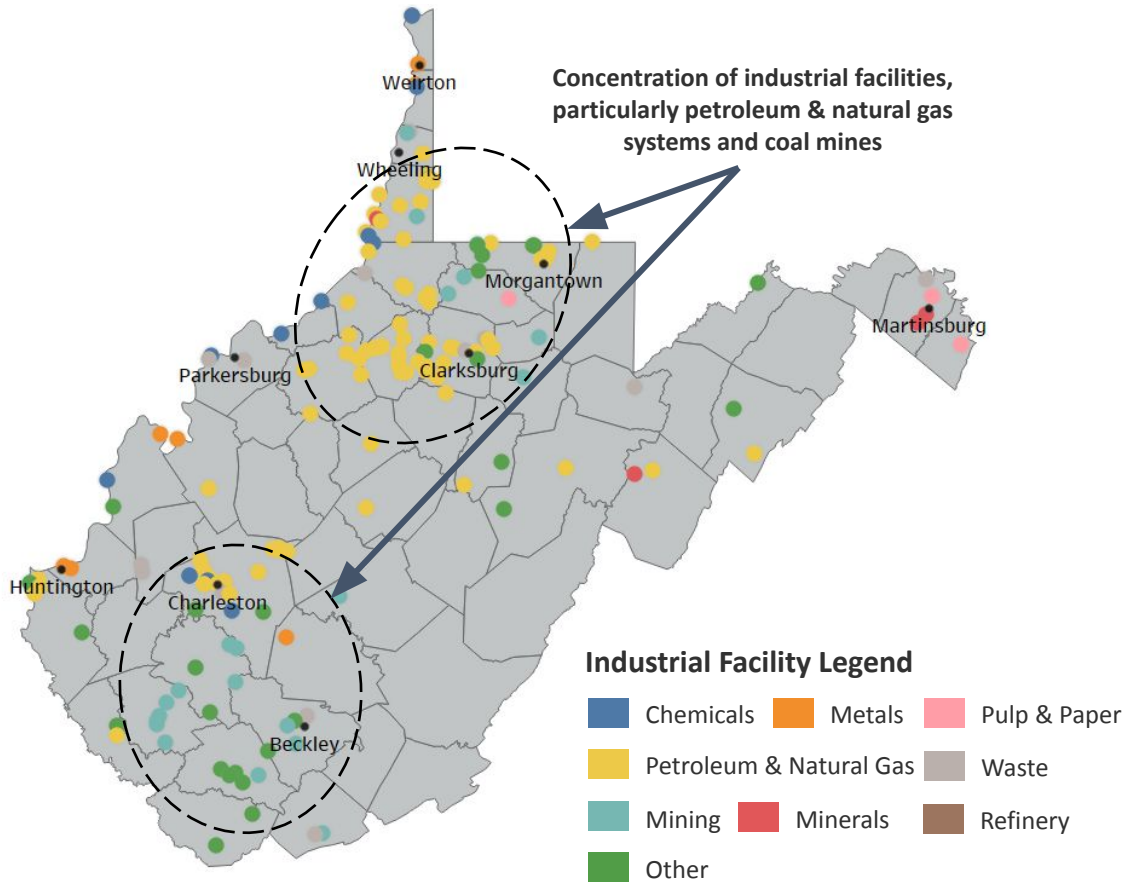 Weirton
Concentration of industrial facilities,
particularly petroleum & natural gas
systems and coal mines
Wheeling
Morgantown
Martinsburg
Parkersburg
Clarksburg
Huntington
Charleston
Beckley
Industrial Facility Legend
Chemicals Metals Pulp & Paper
Petroleum & Natural Gas Waste
Mining Minerals Refinery
Other